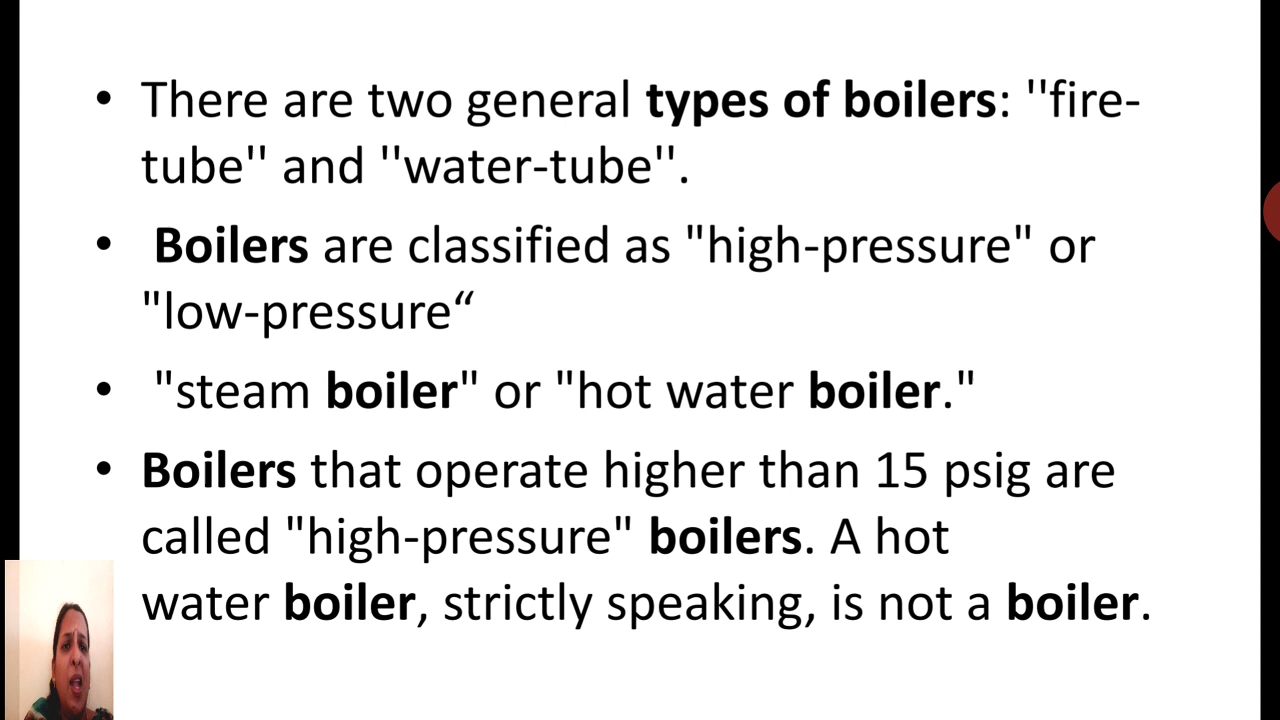 • There are two general types of boilers: ''fire-
tube'' and ''water-tube''.
• Boilers are classified as "high-pressure" or
"low-pressure“
• "steam boiler" or "hot water boiler."
• Boilers that operate higher than 15 psig are
called "high-pressure" boilers. A hot
water boiler, strictly speaking, is not a boiler.